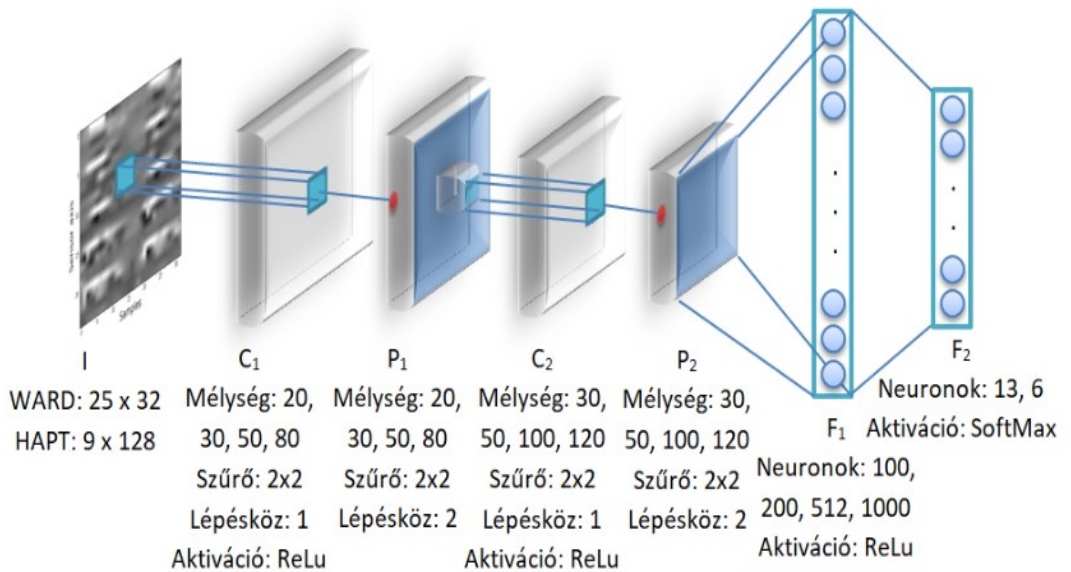 Sensor axis
Samples
I
WARD: 25 x 32
HAPT: 9 x 128
C₁
Mélység: 20,
30, 50, 80
Szűrő: 2x2
Lépésköz: 1
Aktiváció: ReLu
P₁
Mélység: 20,
30, 50, 80
Szűrő: 2x2
Lépésköz: 2
C₂
Mélység: 30,
50, 100, 120
Szűrő: 2x2
Lépésköz: 1
Aktiváció: ReLu
P₂
Mélység: 30,
50, 100, 120
Szűrő: 2x2
Lépésköz: 2
F₁
Neuronok: 100,
200, 512, 1000
Aktiváció: ReLu
F₂
Neuronok: 13, 6
Aktiváció: SoftMax